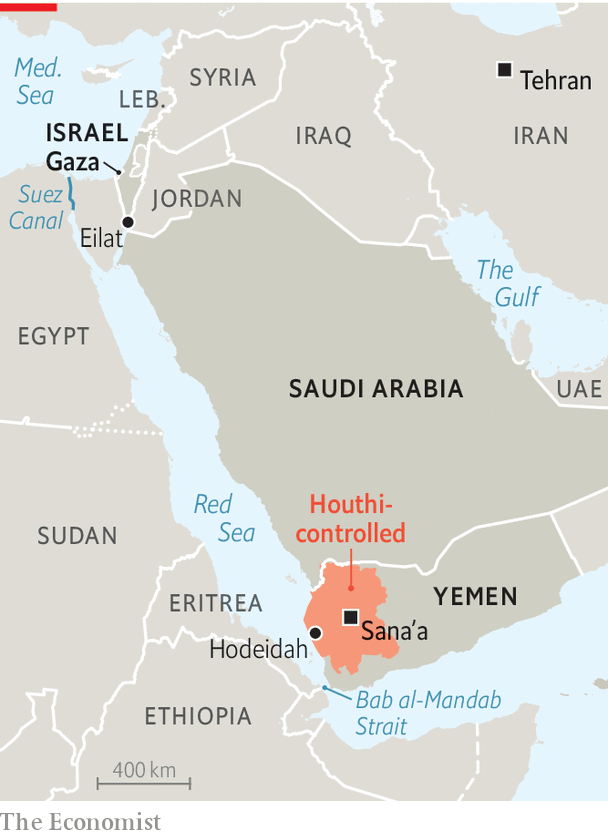 Med.
Sea
SYRIA
Tehran
LEB.
ISRAEL
IRAQ
IRAN
Gaza
Suez
Canal
JORDAN
Eilat
The
Gulf
EGYPT
SAUDI ARABIA
UAE
Red
Sea
Houthi-
controlled
SUDAN
ERITREA
YEMEN
Sana’a
Hodeidah
Bab al-Mandab
Strait
ETHIOPIA
400 km
The Economist